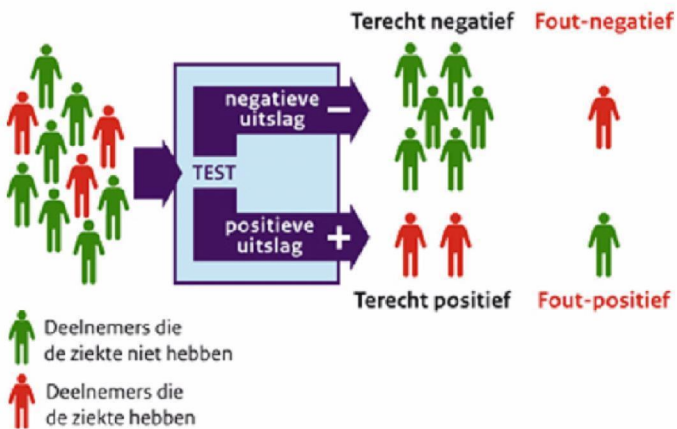 Terecht negatief
Fout-negatief
negatieve
uitslag
−
TEST
positieve
uitslag
+
Terecht positief
Fout-positief
Deelnemers die
de ziekte niet hebben
Deelnemers die
de ziekte hebben